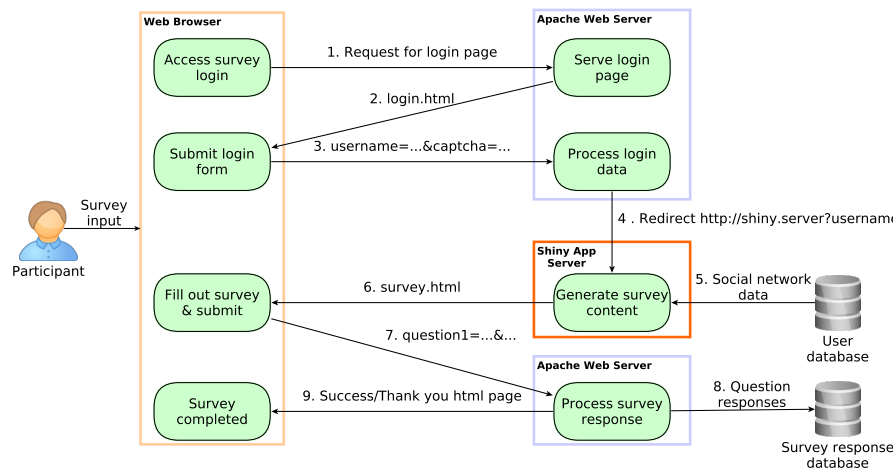 Web Browser
Apache Web Server
Access survey
login
1. Request for login page
Serve login
page
2. login.html
Submit login
form
3. username=...&captcha=...
Process login
data
Survey
input
Participant
4 . Redirect http://shiny.server?username
Shiny App
Server
Fill out survey
& submit
6. survey.html
Generate survey
content
5. Social network
data
User
database
7. question1=...&...
Apache Web Server
Survey
completed
9. Success/Thank you html page
Process survey
response
8. Question
responses
Survey response
database